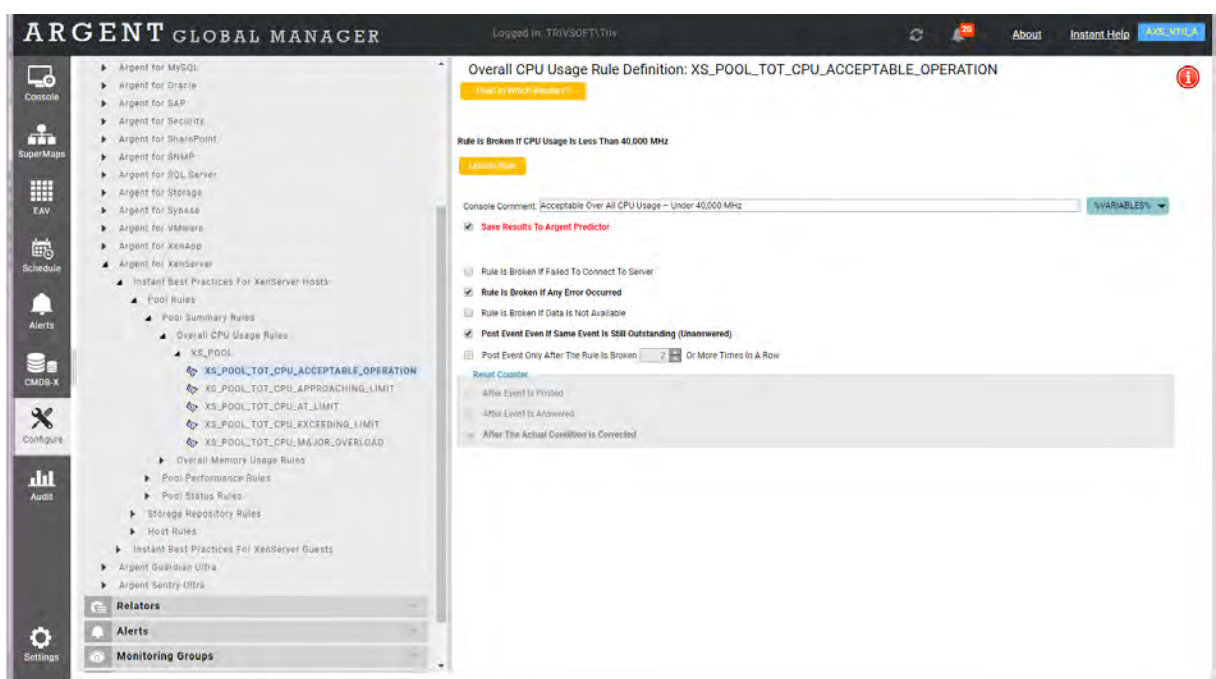 ARGENT GLOBAL MANAGER
Logged in: TRIVSOFT\Triv
20
About
Instant Help
AXS_V10_A
Console
SuperMaps
EAV
Schedule
Alerts
CMDB-X
Configure
Audit
Settings
Argent for MySQL
Argent for Oracle
Argent for SAP
Argent for Security
Argent for SharePoint
Argent for SNMP
Argent for SQL Server
Argent for Storage
Argent for Sybase
Argent for VMware
Argent for XenApp
Argent for XenServer
Instant Best Practices For XenServer Hosts
Pool Rules
Pool Summary Rules
Overall CPU Usage Rules
XS_POOL
XS_POOL_TOT_CPU_ACCEPTABLE_OPERATION
XS_POOL_TOT_CPU_APPROACHING_LIMIT
XS_POOL_TOT_CPU_AT_LIMIT
XS_POOL_TOT_CPU_EXCEEDING_LIMIT
XS_POOL_TOT_CPU_MAJOR_OVERLOAD
Overall Memory Usage Rules
Pool Performance Rules
Pool Status Rules
Storage Repository Rules
Host Rules
Instant Best Practices For XenServer Guests
Argent Guardian Ultra
Argent Sentry Ultra
Relators
Alerts
Monitoring Groups
Overall CPU Usage Rule Definition: XS_POOL_TOT_CPU_ACCEPTABLE_OPERATION
Used In Which Relators?
Rule Is Broken If CPU Usage Is Less Than 40,000 MHz
Update Rule
Console Comment: Acceptable Over All CPU Usage – Under 40,000 MHz
%VARIABLES%
Save Results To Argent Predictor
Rule Is Broken If Failed To Connect To Server
Rule Is Broken If Any Error Occurred
Rule Is Broken If Data Is Not Available
Post Event Even If Same Event Is Still Outstanding (Unanswered)
Post Event Only After The Rule Is Broken 2 Or More Times In A Row
Reset Counter
After Event Is Posted
After Event Is Answered
After The Actual Condition Is Corrected